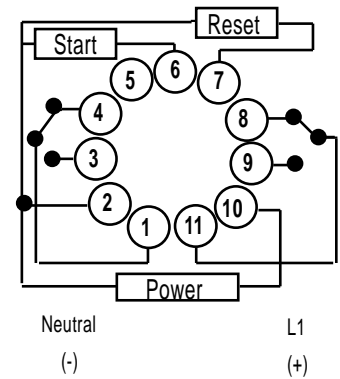 Reset
Start
6
5 7
4 8
3 9
2 10
1 11
Power
Neutral L1
(-) (+)